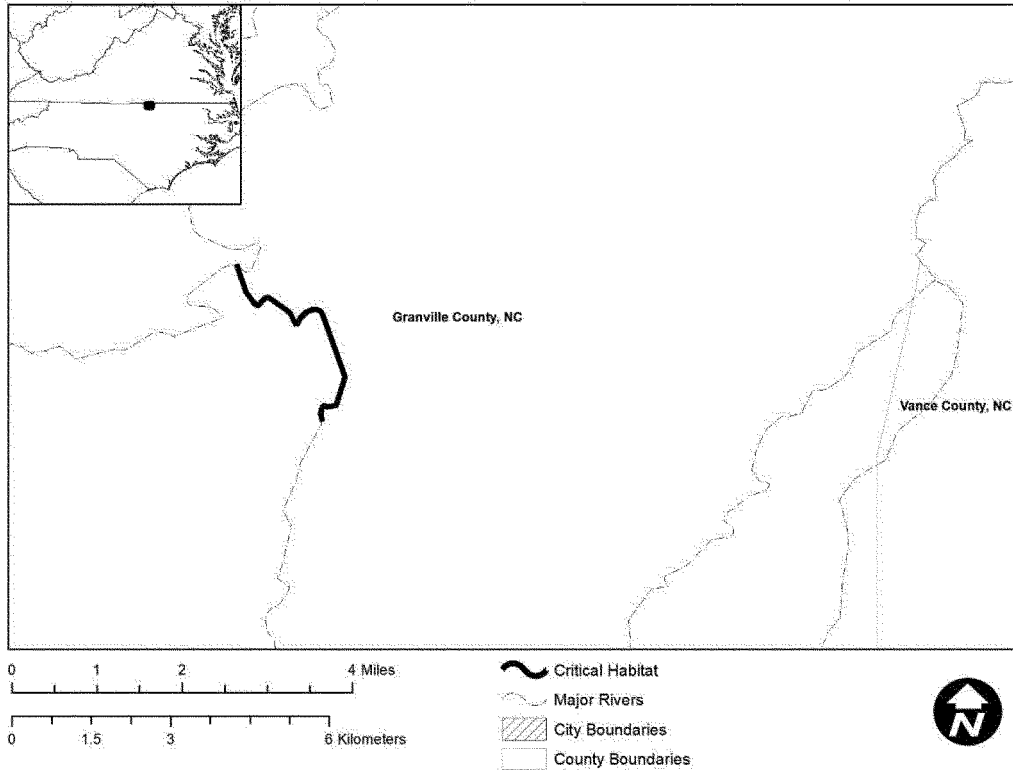 Granville County, NC
Vance County, NC
0 1 2 4 Miles
0 1.5 3 6 Kilometers
Critical Habitat
Major Rivers
City Boundaries
County Boundaries
N